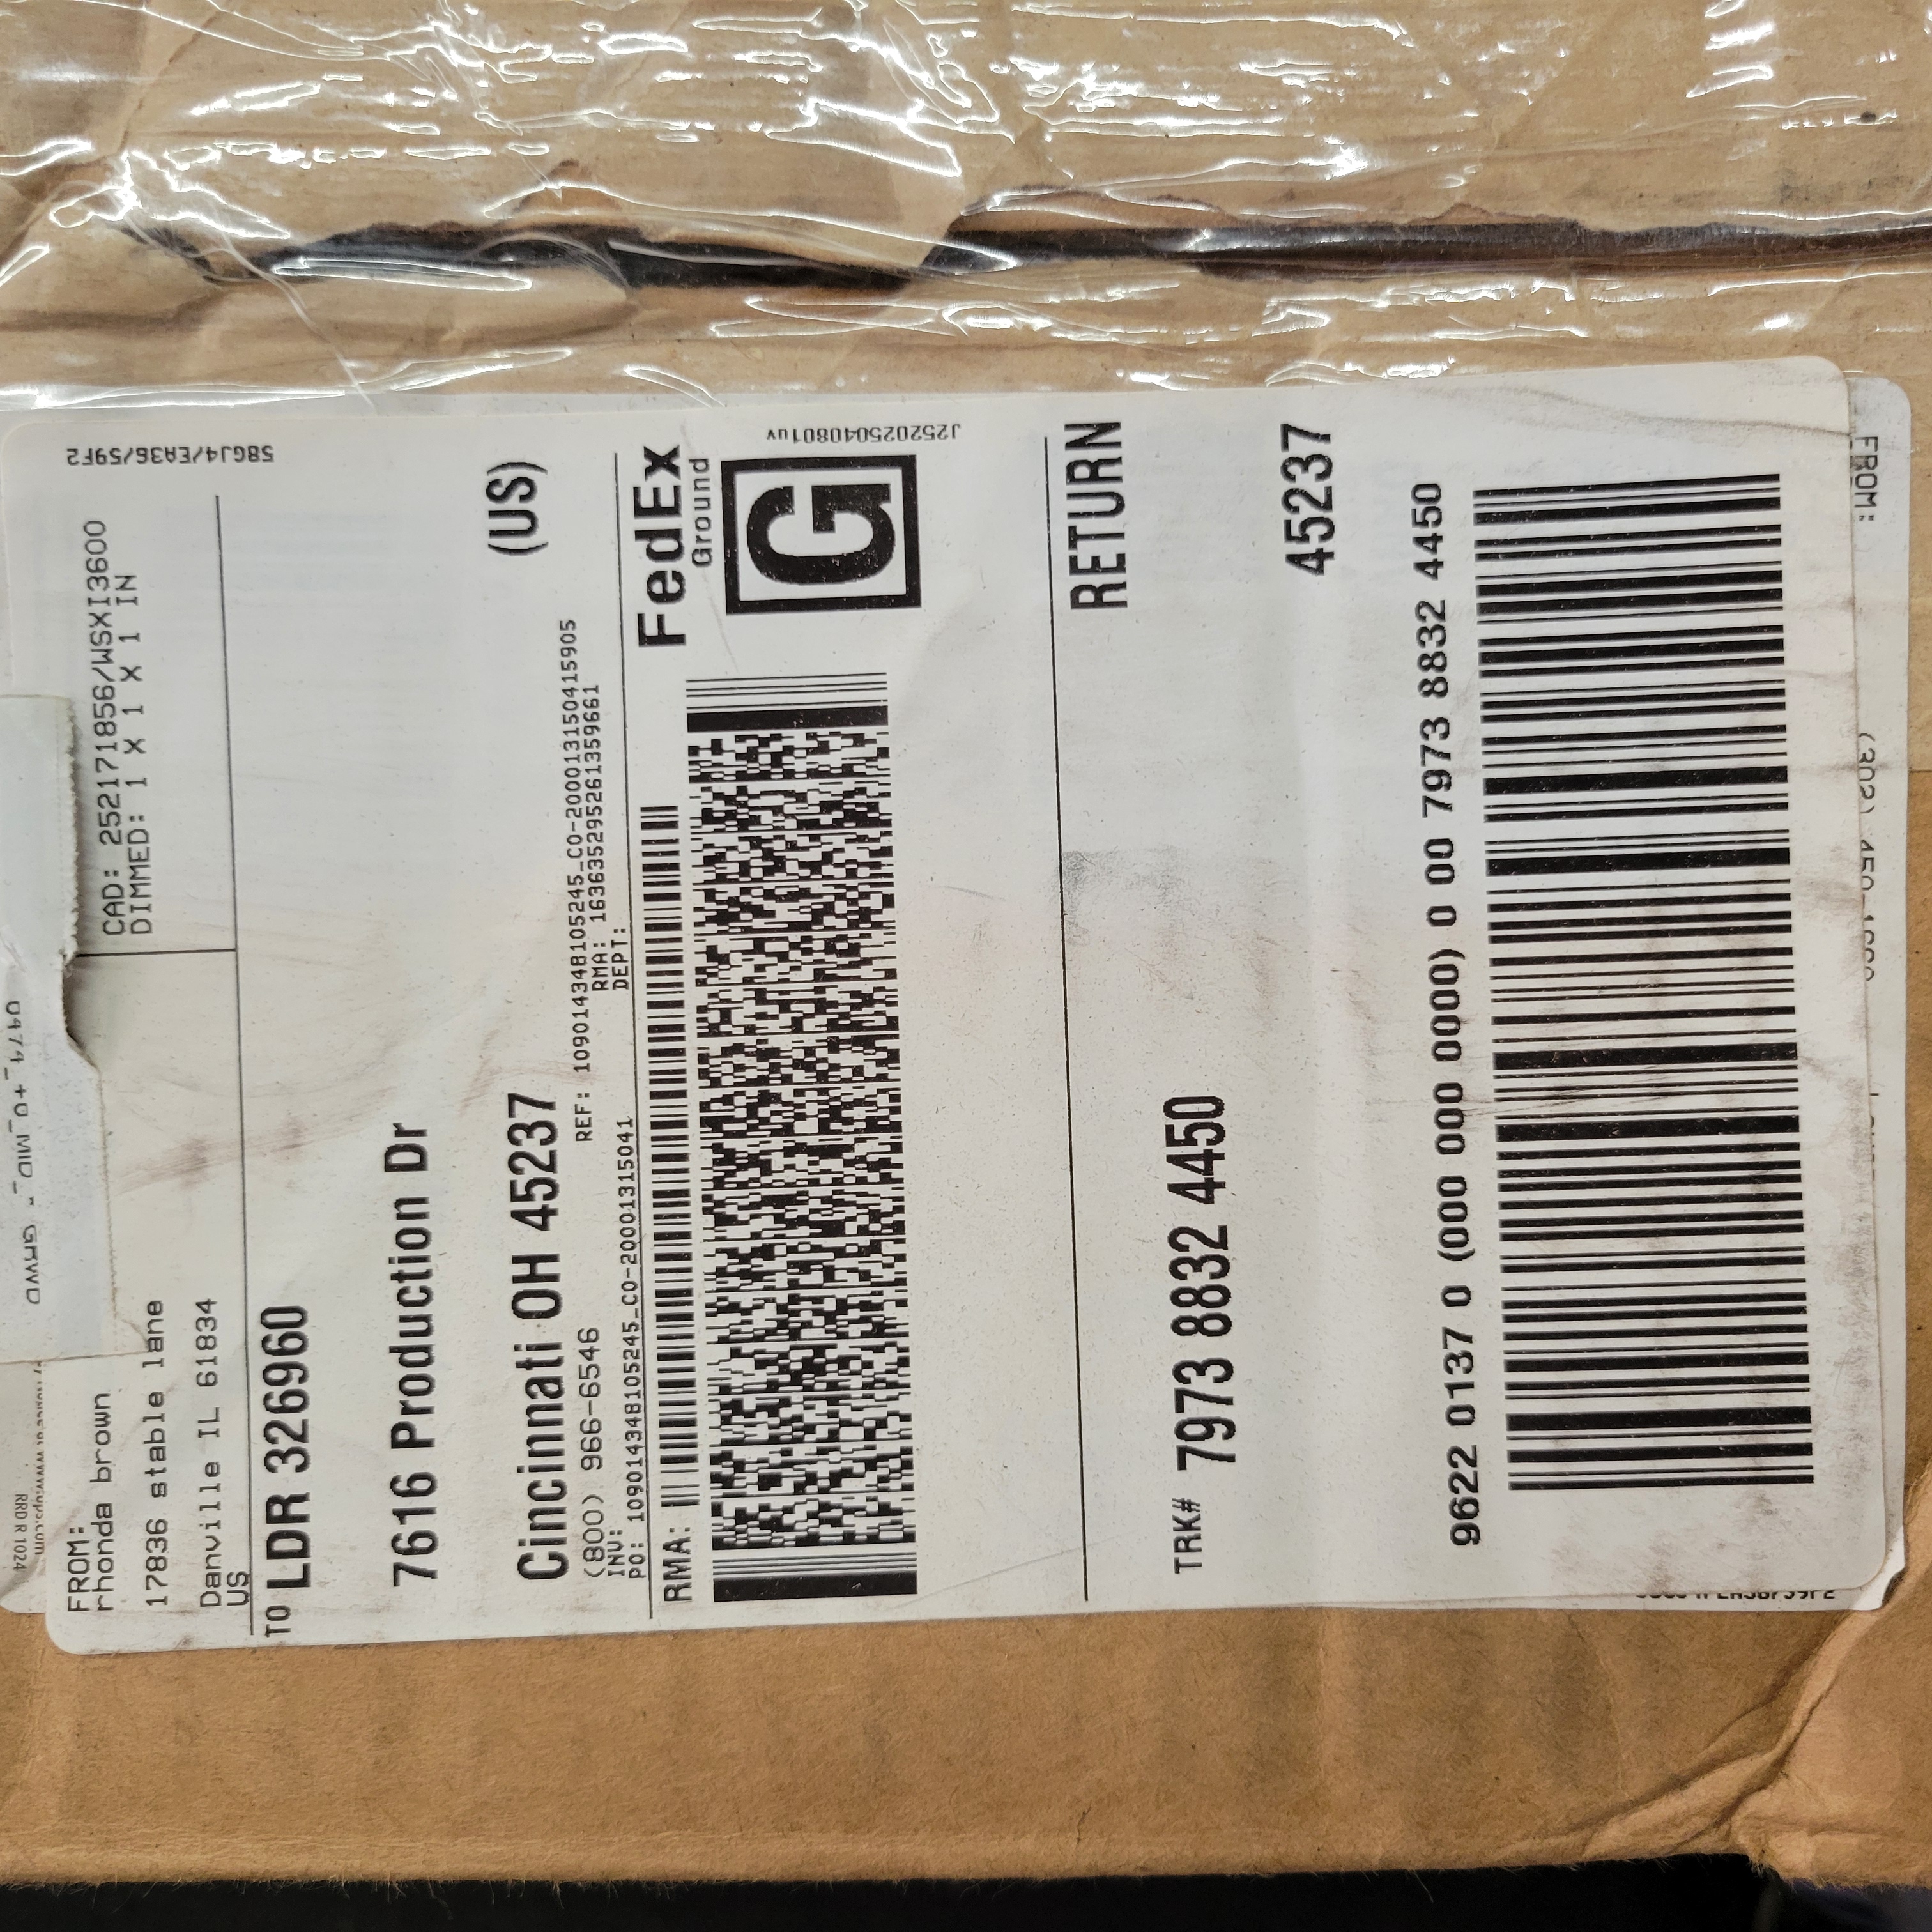 FROM:
rhonda brown
17836 stable lane
Danville IL 61834
US
CAD: 252171856/WSXI3600
DIMMED: 1 X 1 X 1 IN
58GJ4/EA36/59F2
TO LDR 326960
7616 Production Dr
Cincinnati OH 45237
(US)
(800) 966-6546
REF: 109014348105245_CO-20001315041 5905
INV:
RMA: 163635295261359661
PO: 109014348105245_CO-20001315041
DEPT:
RMA:
FedEx
Ground
G
J252025040801uv
RETURN
TRK# 7973 8832 4450
45237
9622 0137 0 (000 000 0000) 0 00 7973 8832 4450
FROM:
(302)
RRD R 1024